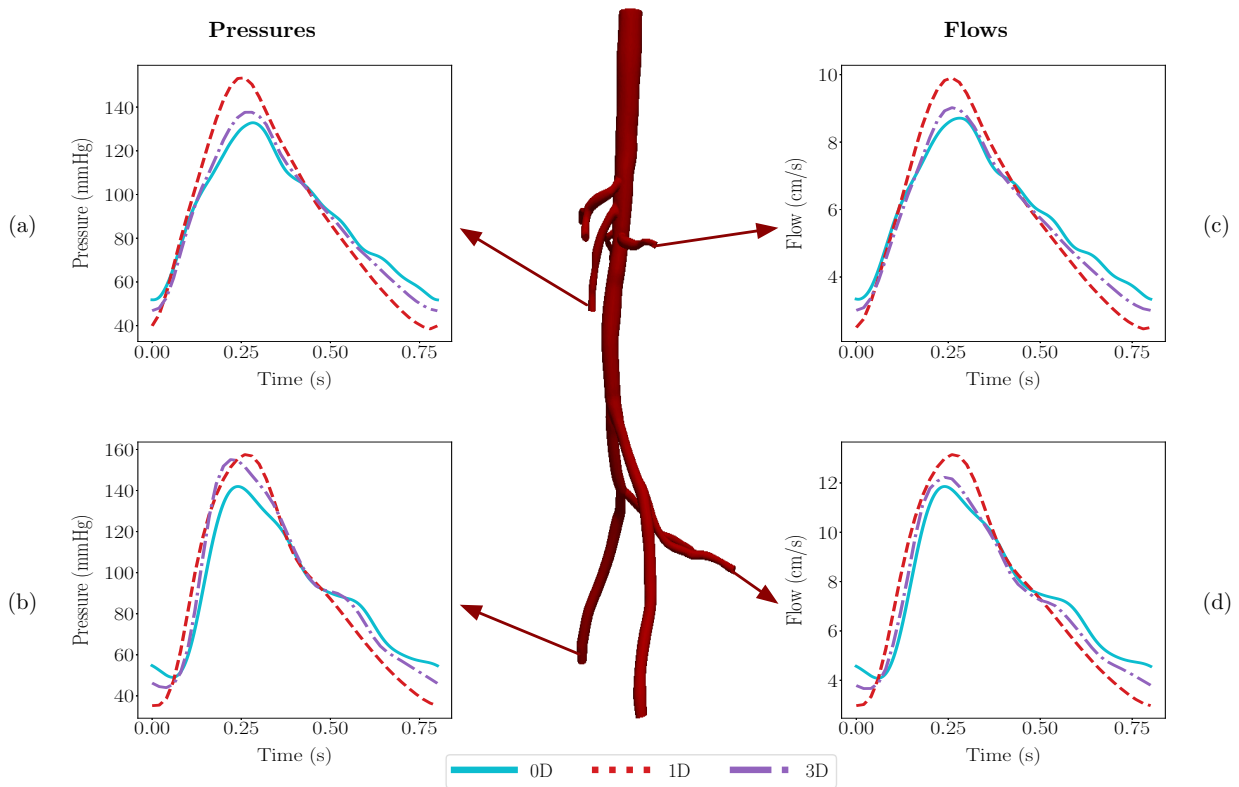 Pressures
Flows
(a)
Pressure (mmHg)
140
120
100
80
60
40
0.00 0.25 0.50 0.75
Time (s)
(c)
Flow (cm/s)
10
8
6
4
0.00 0.25 0.50 0.75
Time (s)
(b)
Pressure (mmHg)
160
140
120
100
80
60
40
0.00 0.25 0.50 0.75
Time (s)
(d)
Flow (cm/s)
12
10
8
6
4
0.00 0.25 0.50 0.75
Time (s)
0D 1D 3D